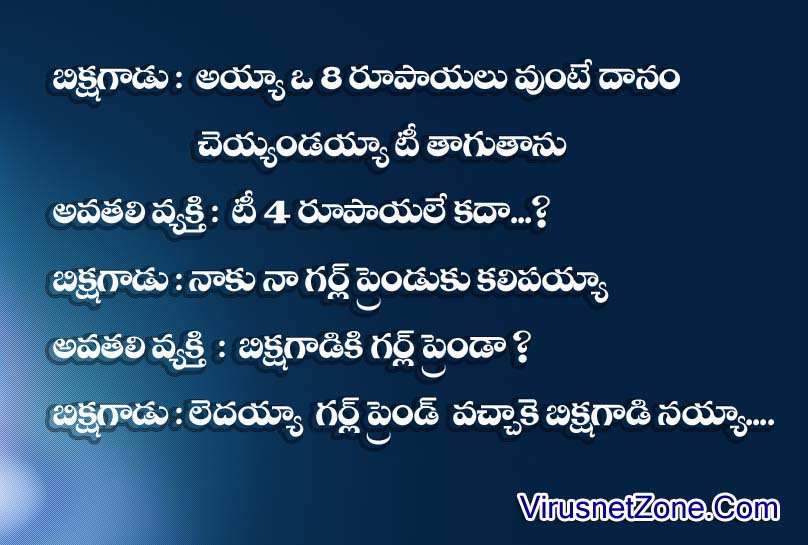 బిక్షగాడు : అయ్యా ఒ 8 రూపాయలు వుంటే దానం
చెయ్యండయ్యా టీ తాగుతాను
అవతలి వ్యక్తి : టీ 4 రూపాయలే కదా...?
బిక్షగాడు : నాకు నా గర్ల్ ప్రెండుకు కలిపయ్యా
అవతలి వ్యక్తి : బిక్షగాడికి గర్ల్ ప్రెండా ?
బిక్షగాడు : లెదయ్యా గర్ల్ ప్రెండ్ వచ్చాకె బిక్షగాడి నయ్యా....
VirusnetZone.Com